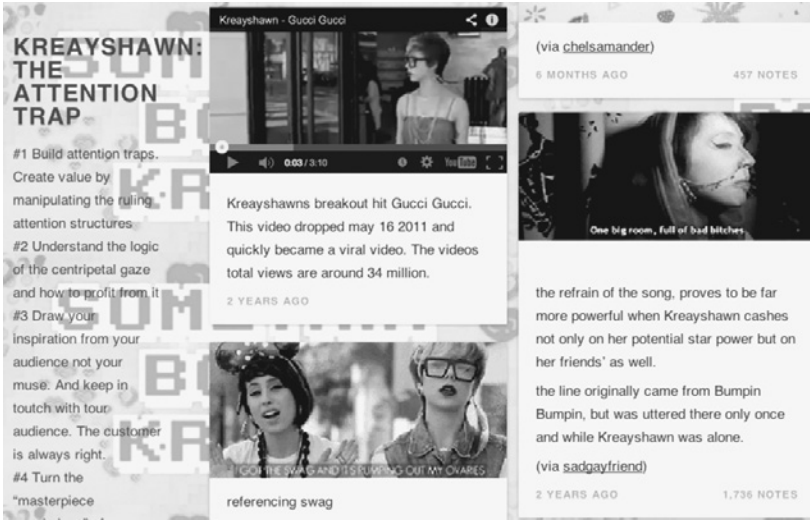 KREAYSHAWN:
THE
ATTENTION
TRAP
#1 Build attention traps.
Create value by
manipulating the ruling
attention structures
#2 Understand the logic
of the centripetal gaze
and how to profit from it
#3 Draw your
inspiration from your
audience not your
muse. And keep in
toutch with tour
audience. The customer
is always right.
#4 Turn the
“masterpiece
Kreayshawn - Gucci Gucci
0:03 / 3:10
YouTube
Kreayshawns breakout hit Gucci Gucci.
This video dropped may 16 2011 and
quickly became a viral video. The videos
total views are around 34 million.
2 YEARS AGO
I GOT THE SWAG AND ITS PUMPING OUT MY OVARIES
referencing swag
(via chelsamander)
6 MONTHS AGO 457 NOTES
One big room, full of bad bitches
the refrain of the song, proves to be far
more powerful when Kreayshawn cashes
not only on her potential star power but on
her friends’ as well.
the line originally came from Bumpin
Bumpin, but was uttered there only once
and while Kreayshawn was alone.
(via sadgayfriend)
2 YEARS AGO 1,736 NOTES